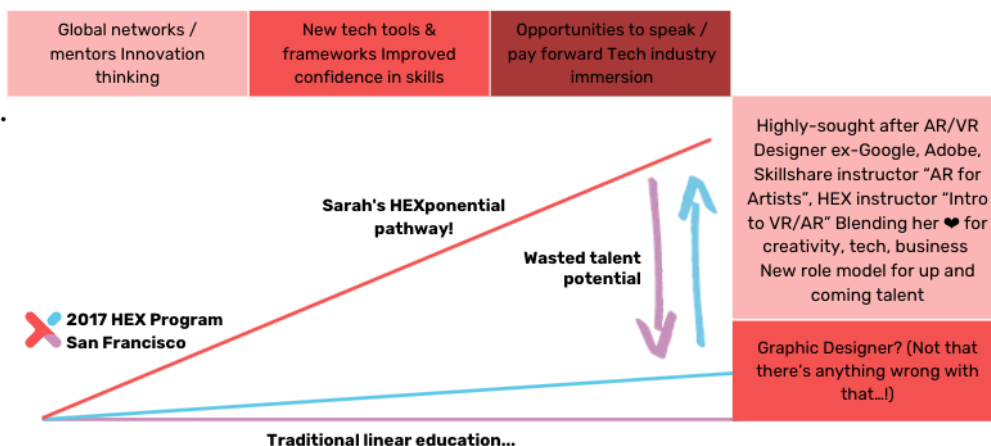 Global networks /
mentors Innovation
thinking
New tech tools &
frameworks Improved
confidence in skills
Opportunities to speak /
pay forward Tech industry
immersion
Highly-sought after AR/VR
Designer ex-Google, Adobe,
Skillshare instructor “AR for
Artists”, HEX instructor “Intro
to VR/AR” Blending her ❤ for
creativity, tech, business
New role model for up and
coming talent
Sarah's HEXponential
pathway!
Wasted talent
potential
2017 HEX Program
San Francisco
Graphic Designer? (Not that
there’s anything wrong with
that...!)
Traditional linear education...